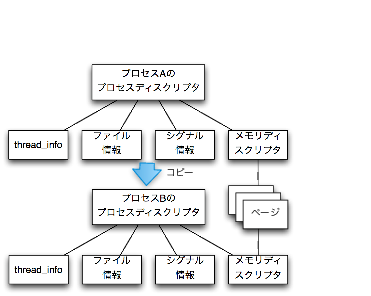 プロセスAの
プロセスディスクリプタ
thread_info
ファイル
情報
シグナル
情報
メモリディ
スクリプタ
コピー
プロセスBの
プロセスディスクリプタ
ページ
thread_info
ファイル
情報
シグナル
情報
メモリディ
スクリプタ